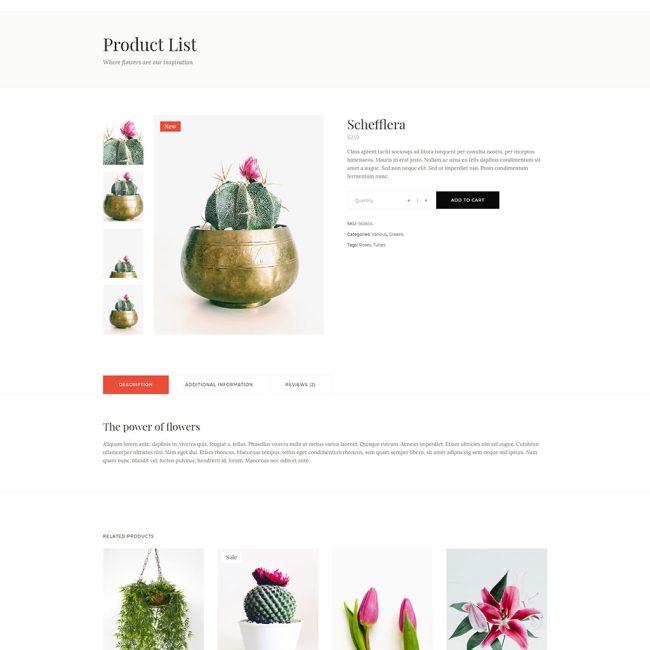 Product List
Where flowers are our inspiration
New
Schefflera
$259
Class aptent taciti sociosqu ad litora torquent per conubia nostra, per inceptos
himenaeos. Mauris in erat justo. Nullam ac urna eu felis dapibus condimentum sit
amet a augue. Sed non neque elit. Sed ut imperdiet nisi. Proin condimentum
fermentum nunc.
Quantity
1
ADD TO CART
SKU:
Categories: Various, Greens
Tags: Roses, Tulips
DESCRIPTION
ADDITIONAL INFORMATION
REVIEWS (2)
The power of flowers
Aliquam lorem ante, dapibus in, viverra quis, feugiat a, tellus. Phasellus viverra nulla ut metus varius laoreet. Quisque rutrum. Aenean imperdiet. Etiam ultricies nisi vel augue. Curabitur
ullamcorper ultricies nisi. Nam eget dui. Etiam rhoncus. Maecenas tempus, tellus eget condimentum rhoncus, sem quam semper libero, sit amet adipiscing sem neque sed ipsum. Nam
quam nunc, blandit vel, luctus pulvinar, hendrerit id, lorem. Maecenas nec odio et ante
RELATED PRODUCTS
Sale